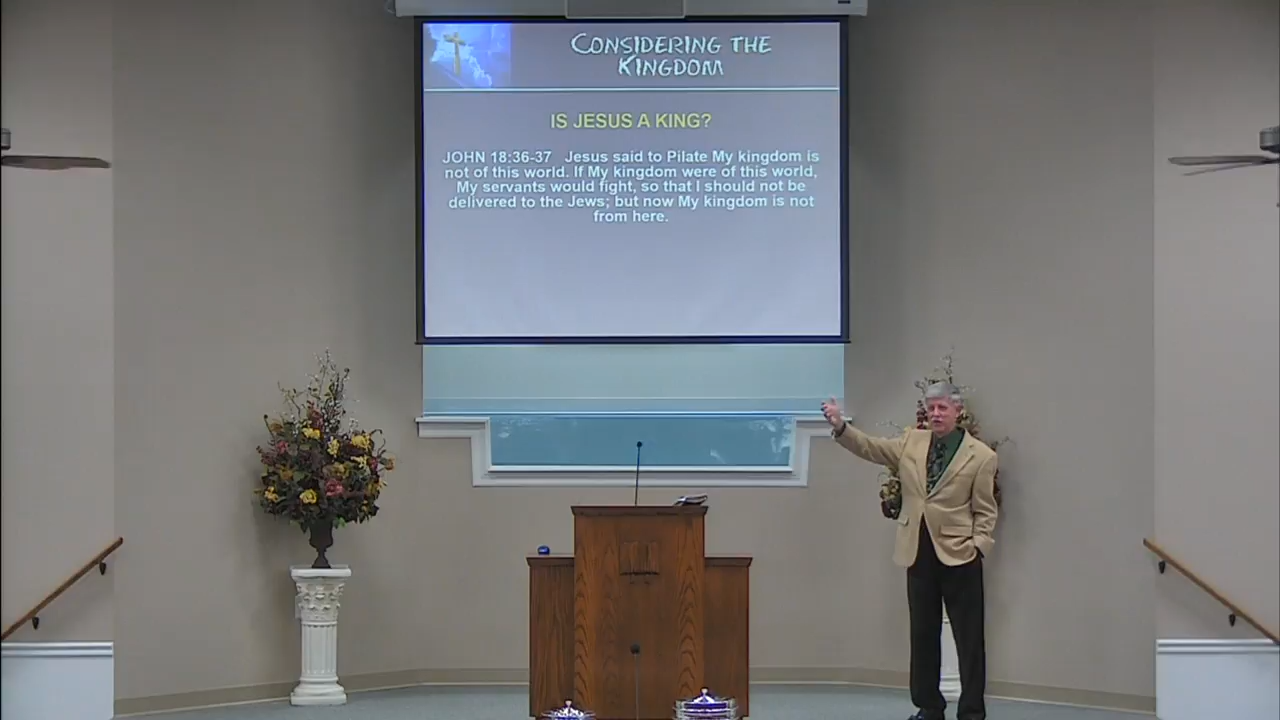 CONSIDERING THE
KINGDOM
IS JESUS A KING?
JOHN 18:36-37 Jesus said to Pilate My kingdom is
not of this world. If My kingdom were of this world,
My servants would fight, so that I should not be
delivered to the Jews; but now My kingdom is not
from here.